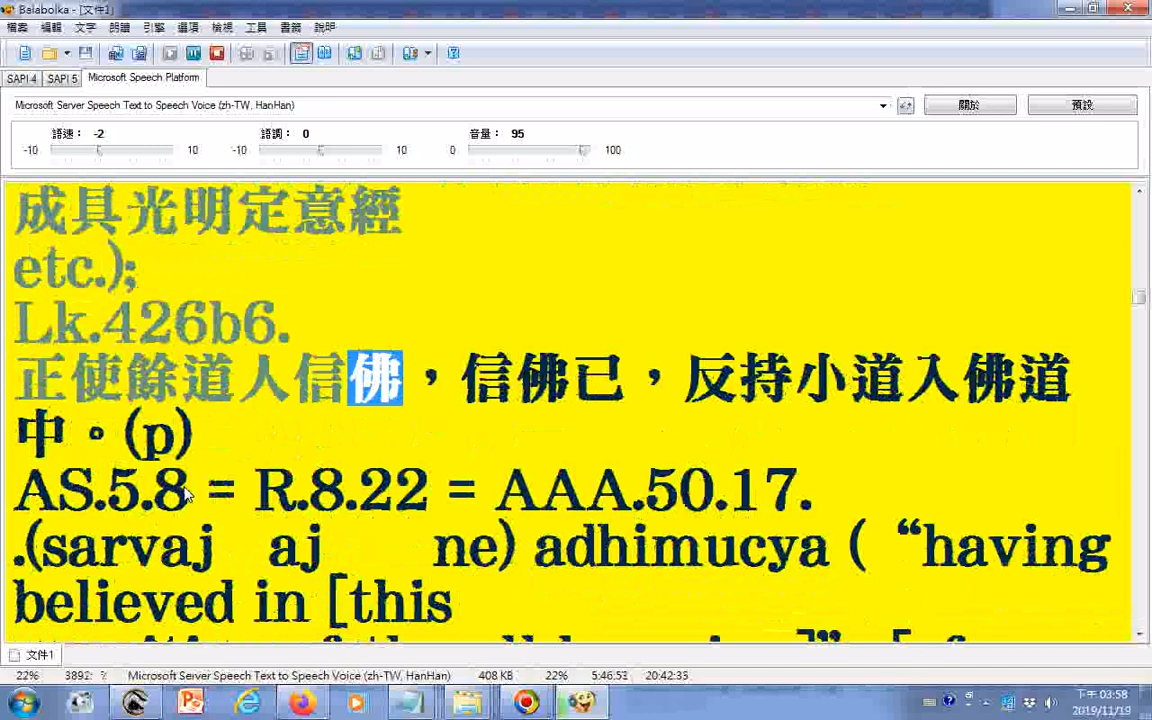 Balabolka - [文件1]
檔案 編輯 文字 朗讀 引擎 選項 檢視 工具 書籤 說明
SAPI 4 SAPI 5 Microsoft Speech Platform
Microsoft Server Speech Text to Speech Voice (zh-TW, HanHan) 關於 預設
語速： -2 語調： 0 音量： 95
-10 10 -10 10 0 100
成具光明定意經
etc.);
Lk.426b6.
正使餘道人信佛，信佛已，反持小道入佛道
中。(p)
AS.5.8 = R.8.22 = AAA.50.17.
.(sarvaj aj ne) adhimucya ( “having
believed in [this
文件1
22% Microsoft Server Speech Text to Speech Voice (zh-TW, HanHan) 408 KB 22% 5:46:53 20:42:35
下午 03:58
2019/11/19